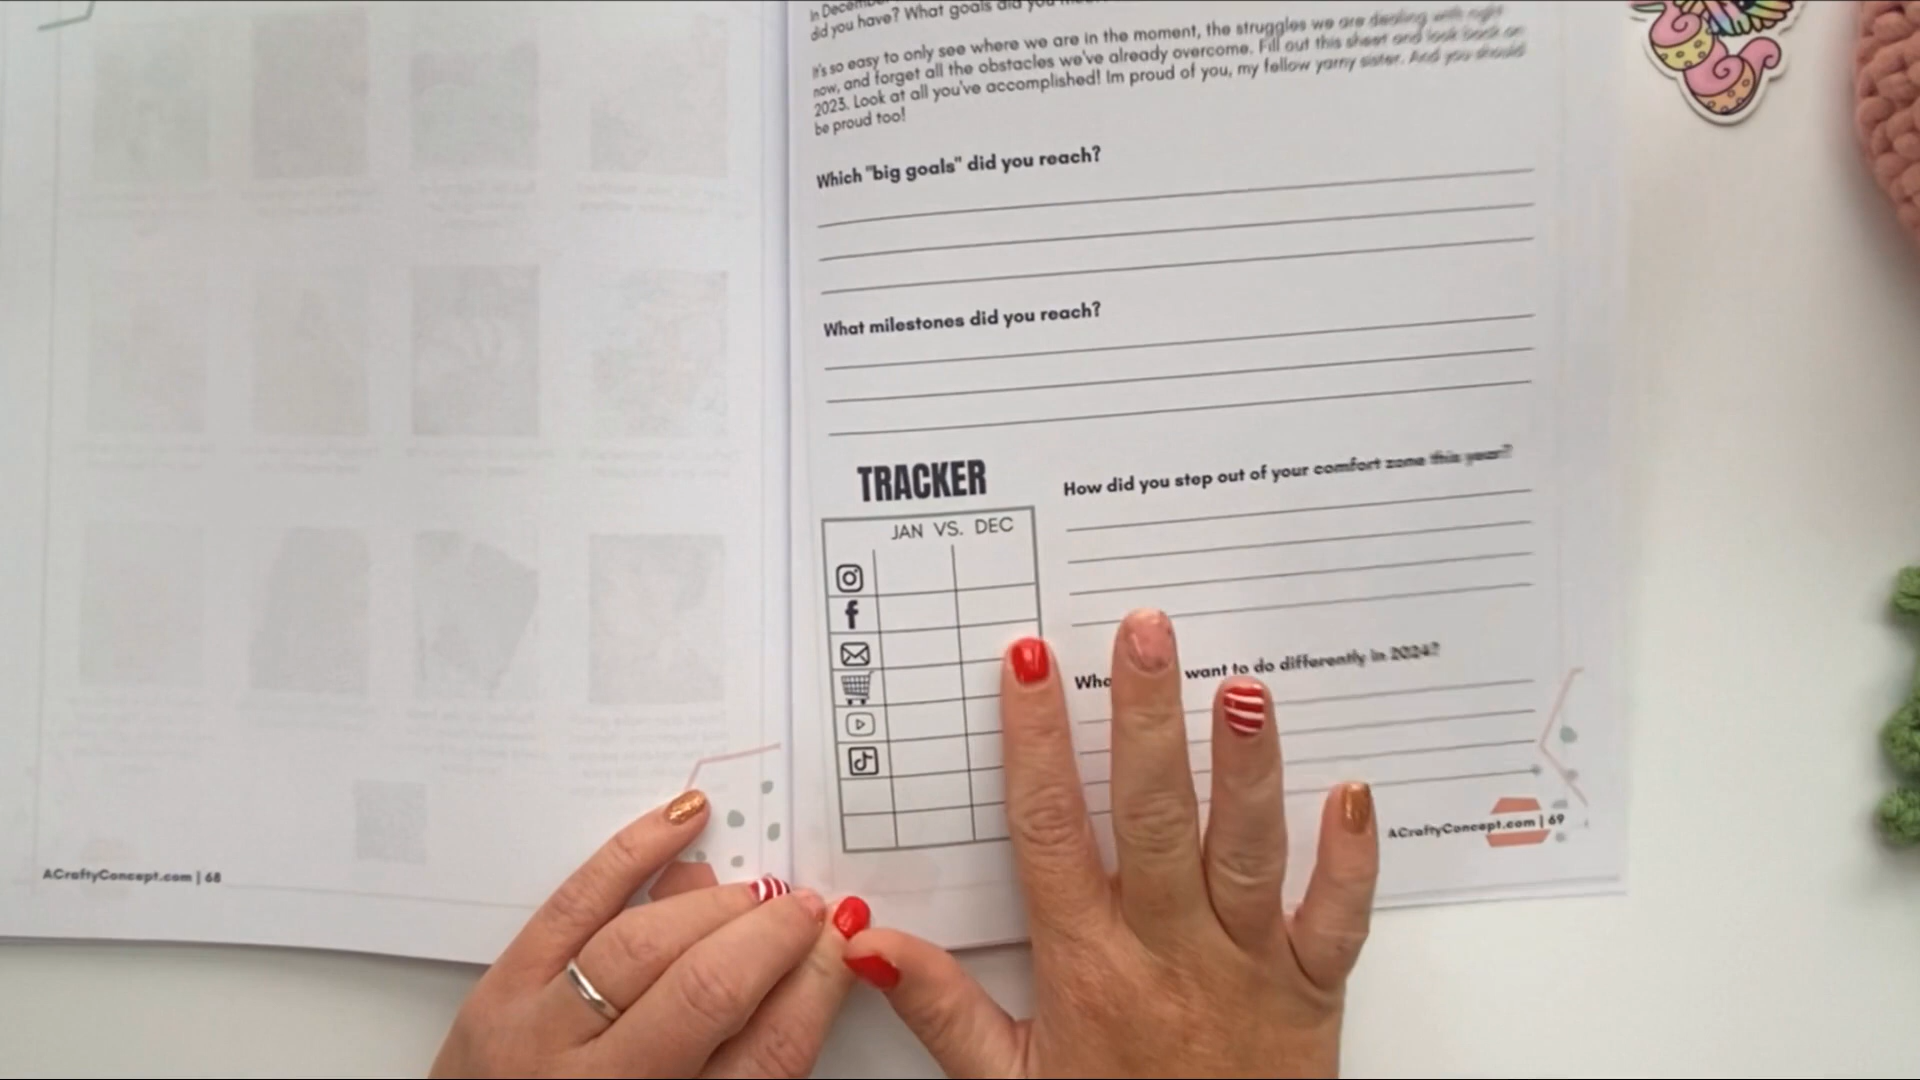 In December
did you have? What goals did you
It's so easy to only see where we are in the moment, the struggles we are dealing with right
now, and forget all the obstacles we've already overcome. Fill out this sheet and look back on
2023. Look at all you've accomplished! Im proud of you, my fellow yarny sister. And you should
be proud too!
Which "big goals" did you reach?
What milestones did you reach?
TRACKER
JAN VS. DEC
How did you step out of your comfort zone this year?
want to do differently in 2024?
ACraftyConcept.com | 69
ACraftyConcept.com | 68